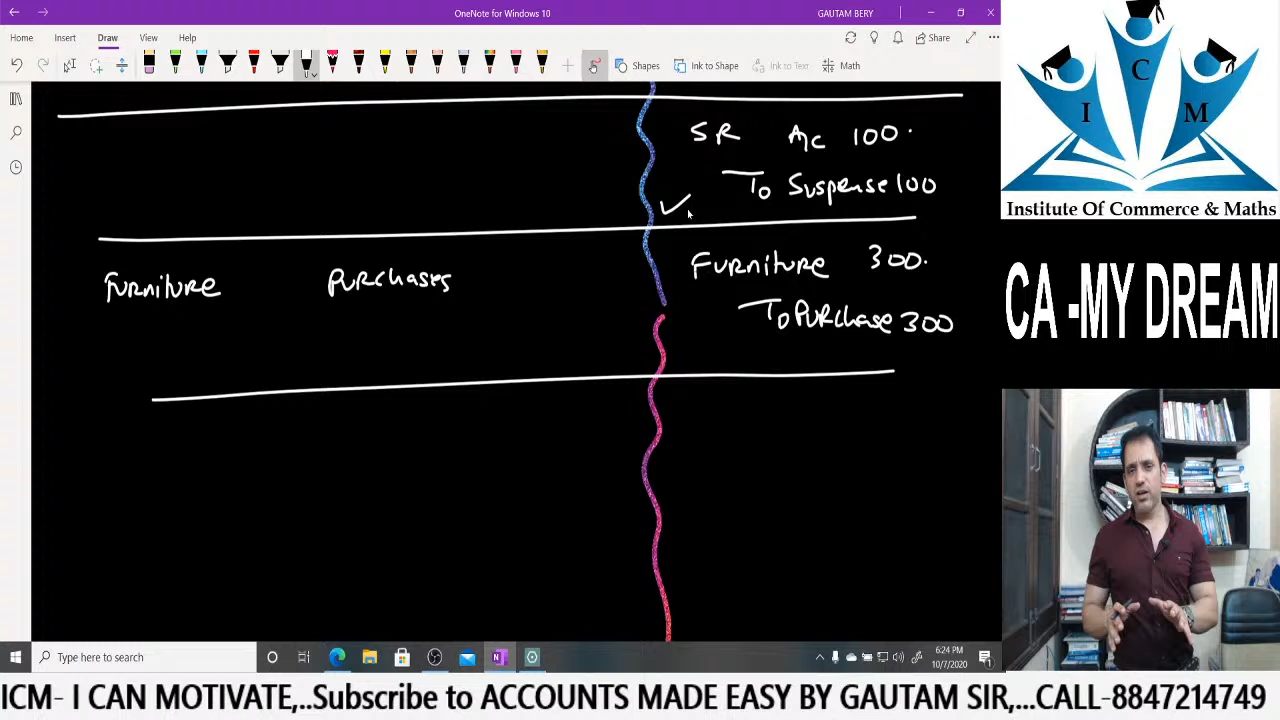 OneNote for Windows 10
GAUTAM BERY
Home Insert Draw View Help
Share
Shapes Ink to Shape Ink to Text Math
SR A/c 100.
To Suspense 100
Furniture Purchases
Furniture 300.
To Purchase 300
I C M
Institute Of Commerce & Maths
CA -MY DREAM
Type here to search
6:24 PM
10/7/2020
1
ICM- I CAN MOTIVATE,..Subscribe to ACCOUNTS MADE EASY BY GAUTAM SIR,...CALL-8847214749